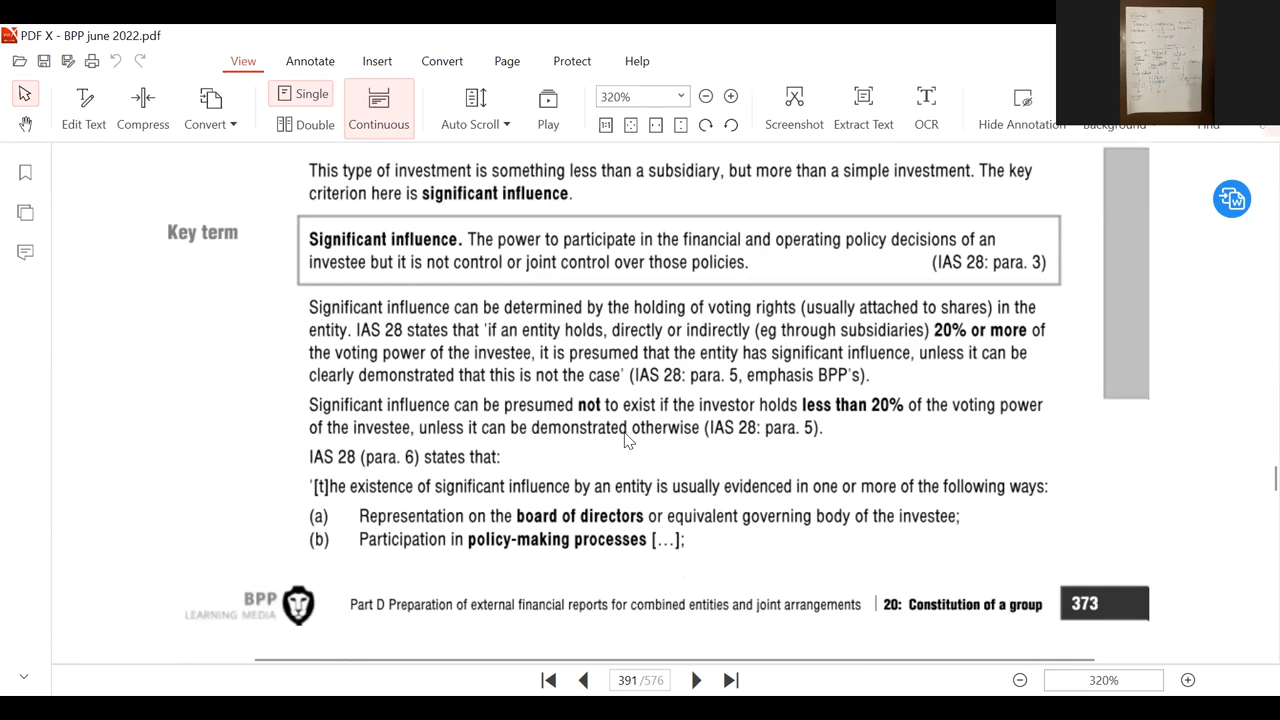 PDF X - BPP june 2022.pdf
View Annotate Insert Convert Page Protect Help
Single
Double
320%
Edit Text Compress Convert Continuous Auto Scroll Play Screenshot Extract Text OCR Hide Annotation Background Find
This type of investment is something less than a subsidiary, but more than a simple investment. The key
criterion here is significant influence.
Key term
Significant influence. The power to participate in the financial and operating policy decisions of an
investee but it is not control or joint control over those policies. (IAS 28: para. 3)
Significant influence can be determined by the holding of voting rights (usually attached to shares) in the
entity. IAS 28 states that 'if an entity holds, directly or indirectly (eg through subsidiaries) 20% or more of
the voting power of the investee, it is presumed that the entity has significant influence, unless it can be
clearly demonstrated that this is not the case' (IAS 28: para. 5, emphasis BPP's).
Significant influence can be presumed not to exist if the investor holds less than 20% of the voting power
of the investee, unless it can be demonstrated otherwise (IAS 28: para. 5).
IAS 28 (para. 6) states that:
'[t]he existence of significant influence by an entity is usually evidenced in one or more of the following ways:
(a) Representation on the board of directors or equivalent governing body of the investee;
(b) Participation in policy-making processes [...];
BPP
LEARNING MEDIA
Part D Preparation of external financial reports for combined entities and joint arrangements | 20: Constitution of a group 373
391 /576
320%